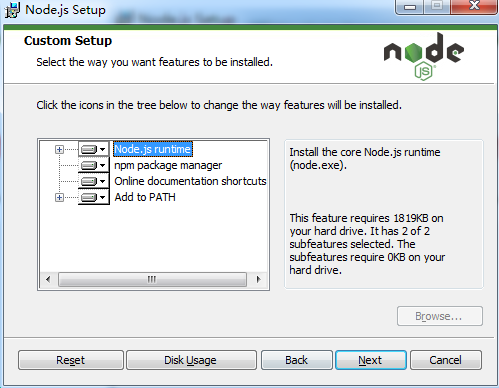 Node.js Setup
Custom Setup
Select the way you want features to be installed.
node
JS
Click the icons in the tree below to change the way features will be installed.
Node.js runtime
npm package manager
Online documentation shortcuts
Add to PATH
Install the core Node.js runtime
(node.exe).
This feature requires 1819KB on
your hard drive. It has 2 of 2
subfeatures selected. The
subfeatures require 0KB on your
hard drive.
Browse...
Reset
Disk Usage
Back
Next
Cancel